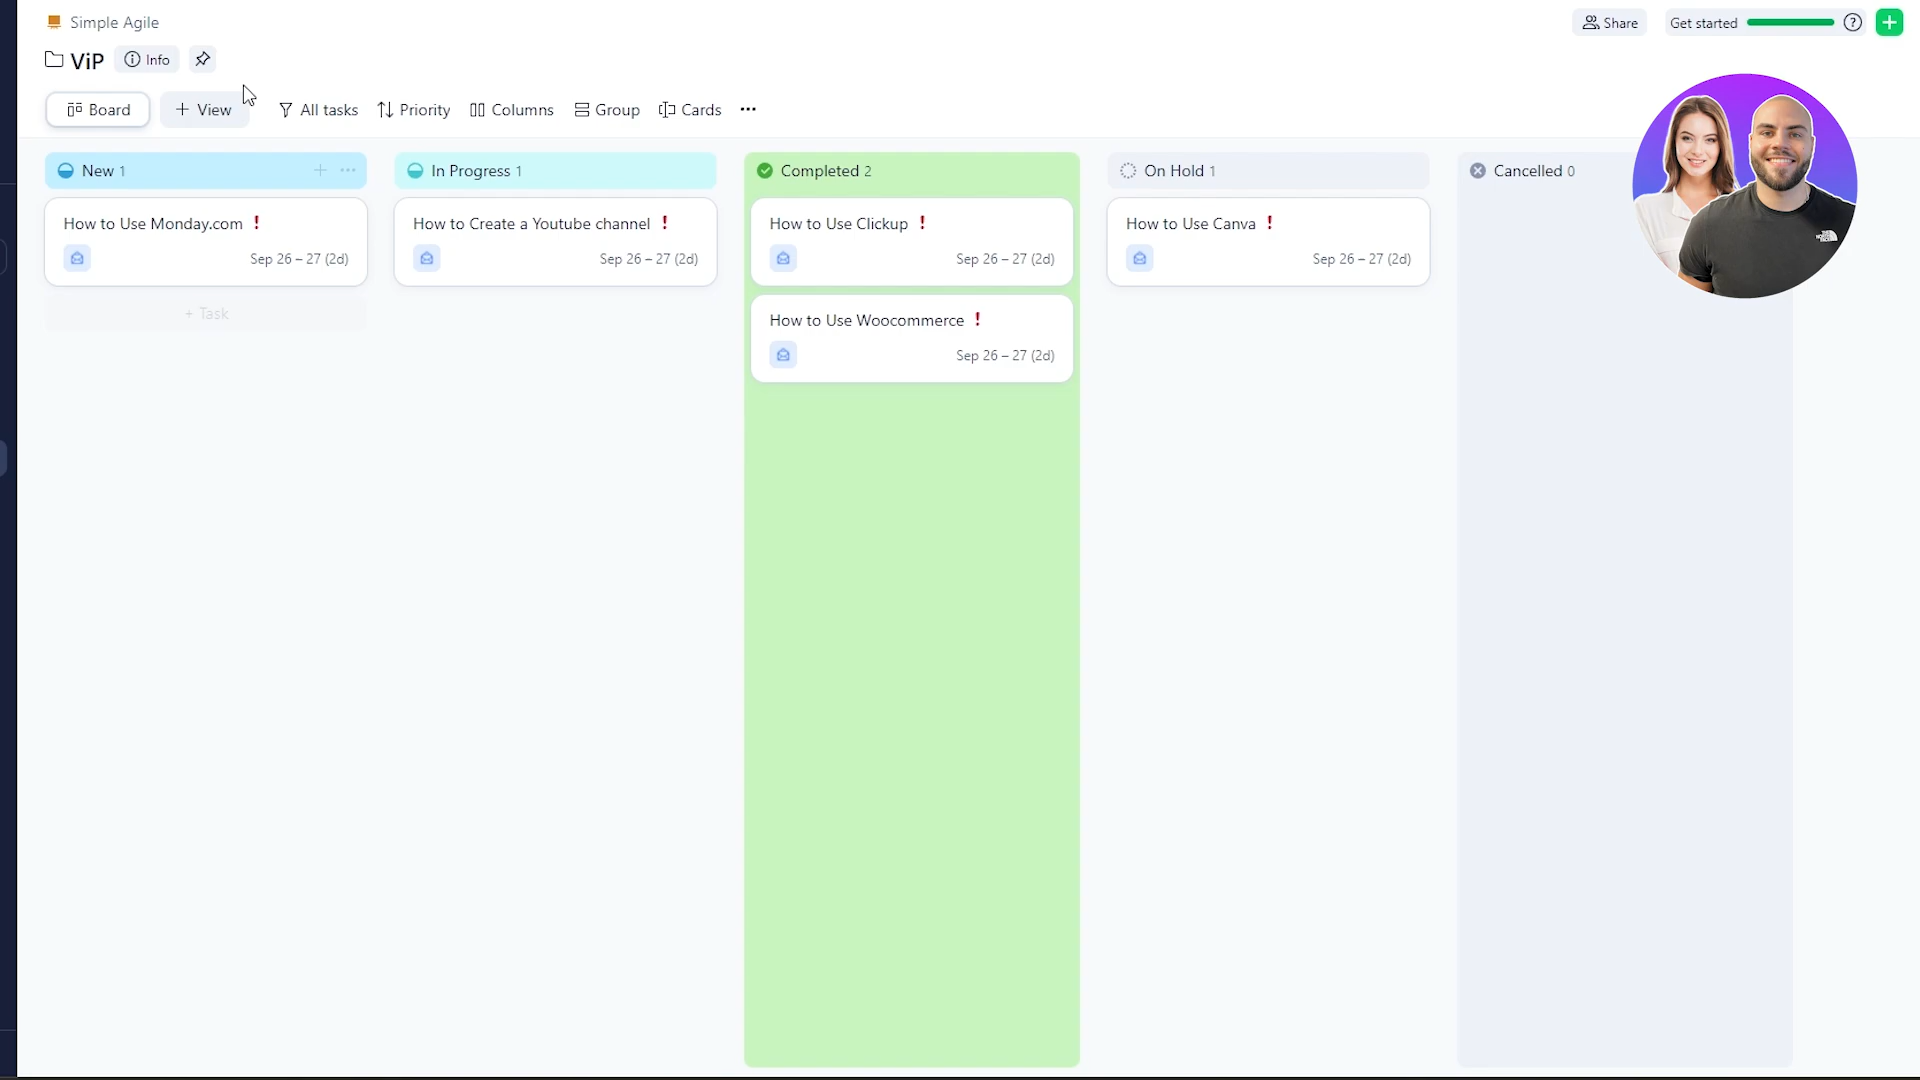 Simple Agile
Share
Get started
?
ViP
Info
Board
View
All tasks
Priority
Columns
Group
Cards
New 1
In Progress 1
Completed 2
On Hold 1
Cancelled 0
How to Use Monday.com !
Sep 26 – 27 (2d)
+ Task
How to Create a Youtube channel !
Sep 26 – 27 (2d)
How to Use Clickup !
Sep 26 – 27 (2d)
How to Use Woocommerce !
Sep 26 – 27 (2d)
How to Use Canva !
Sep 26 – 27 (2d)
THE
NORTH
FACE